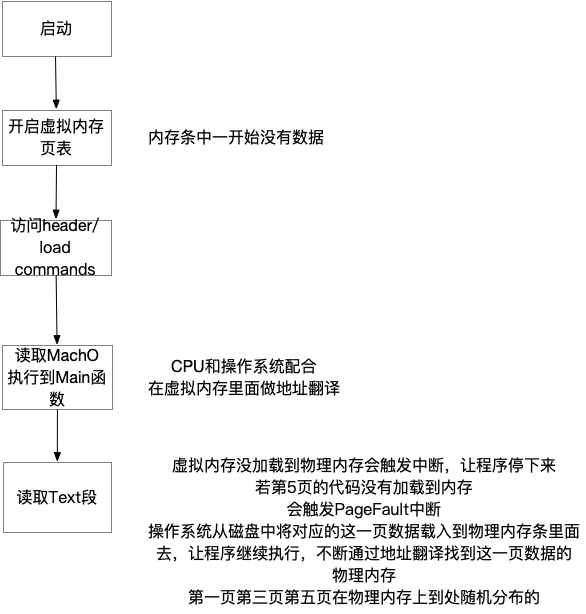 启动
开启虚拟内存
页表
内存条中一开始没有数据
访问header/
load
commands
读取MachO
执行到Main函
数
CPU和操作系统配合
在虚拟内存里面做地址翻译
读取Text段
虚拟内存没加载到物理内存会触发中断，让程序停下来
若第5页的代码没有加载到内存
会触发PageFault中断
操作系统从磁盘中将对应的这一页数据载入到物理内存条里面
去，让程序继续执行，不断通过地址翻译找到这一页数据的
物理内存
第一页第三页第五页在物理内存上到处随机分布的